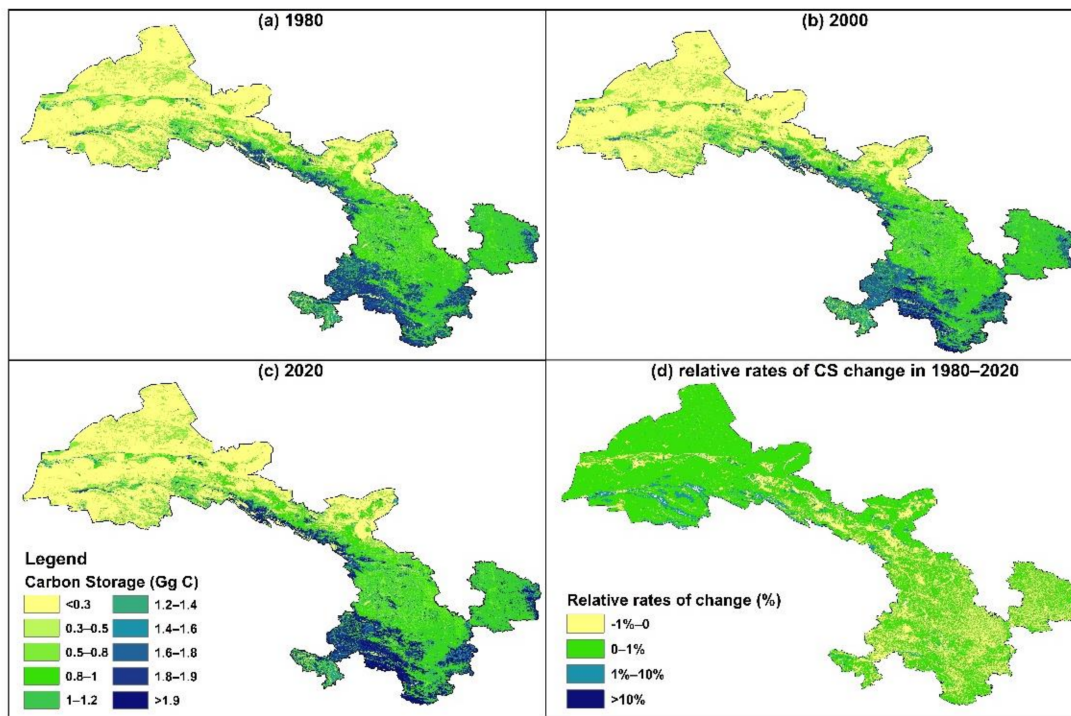 (a) 1980
(b) 2000
(c) 2020
(d) relative rates of CS change in 1980–2020
Legend
Carbon Storage (Gg C)
<0.3
0.3–0.5
0.5–0.8
0.8–1
1–1.2
1.2–1.4
1.4–1.6
1.6–1.8
1.8–1.9
>1.9
Relative rates of change (%)
-1%–0
0–1%
1%–10%
>10%